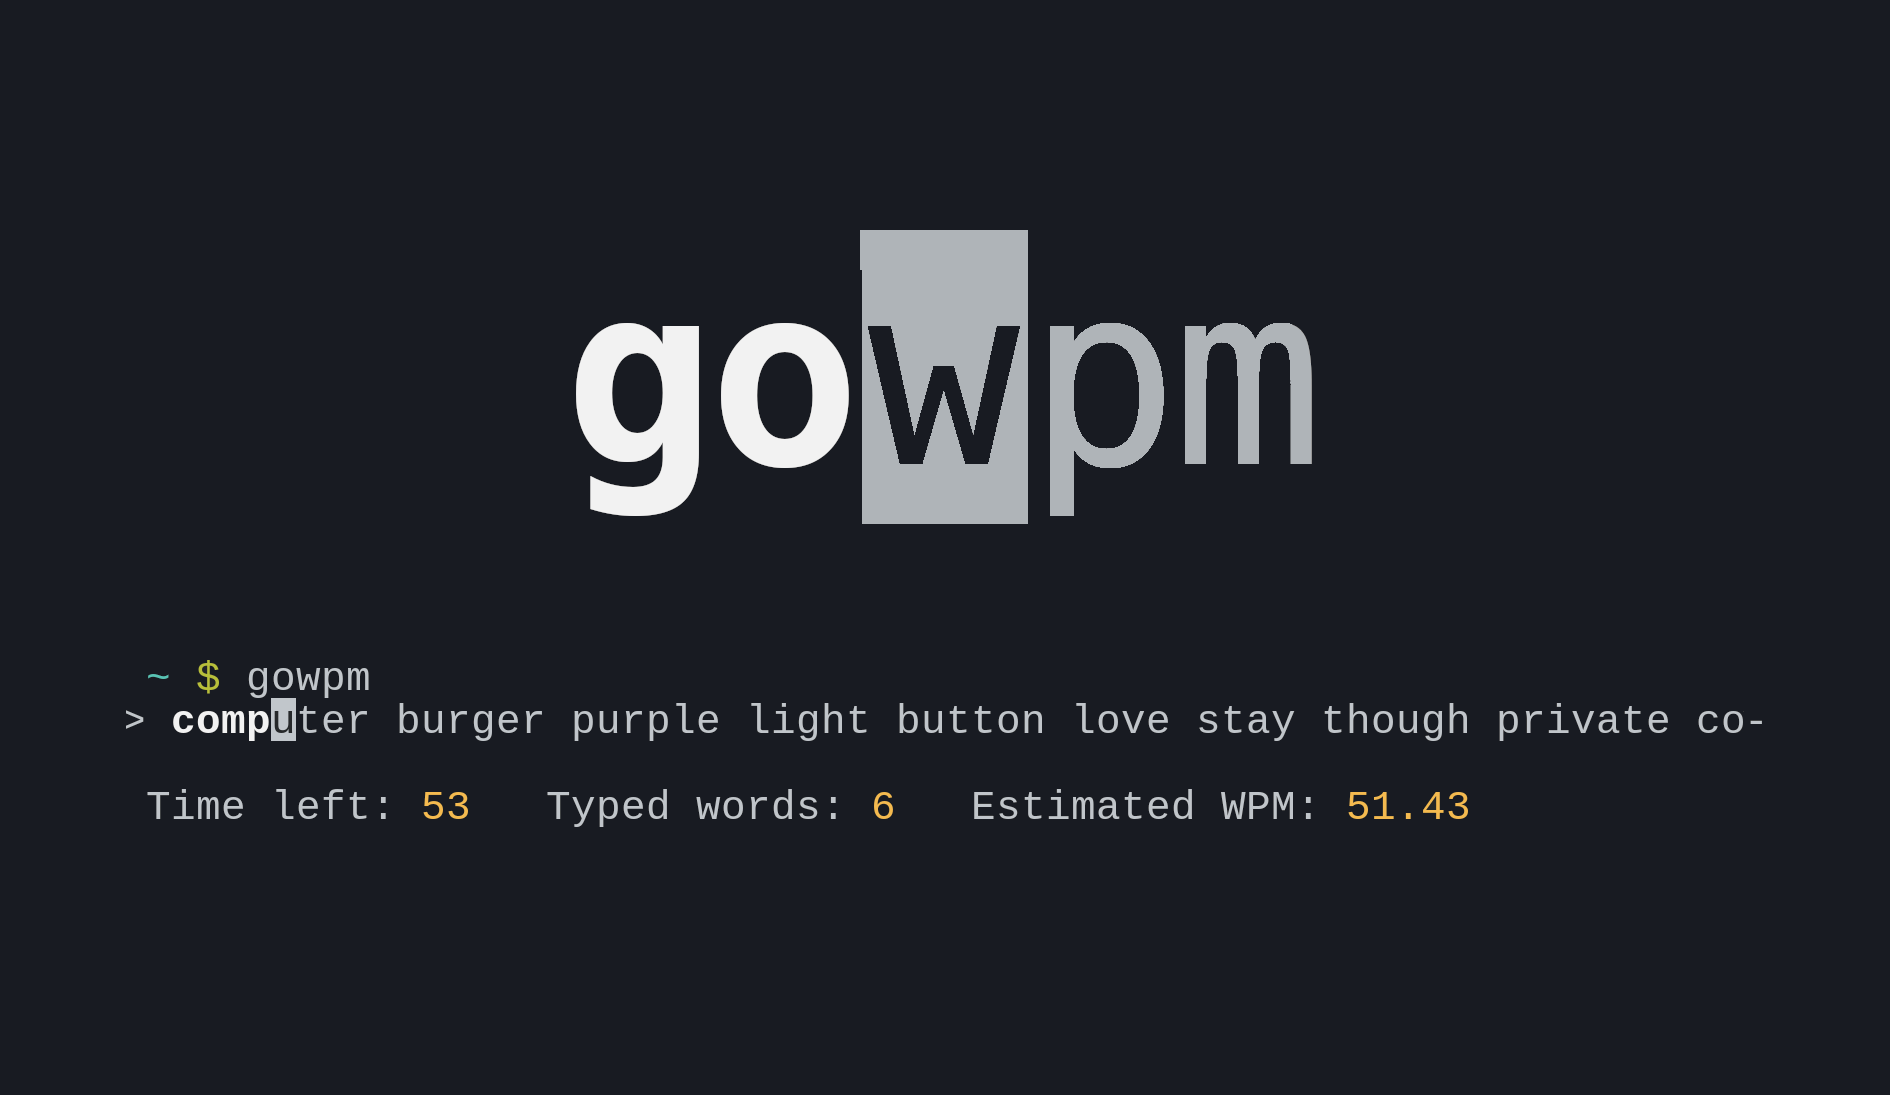 gowpm
~ $ gowpm
> computer burger purple light button love stay though private co-
Time left: 53 Typed words: 6 Estimated WPM: 51.43